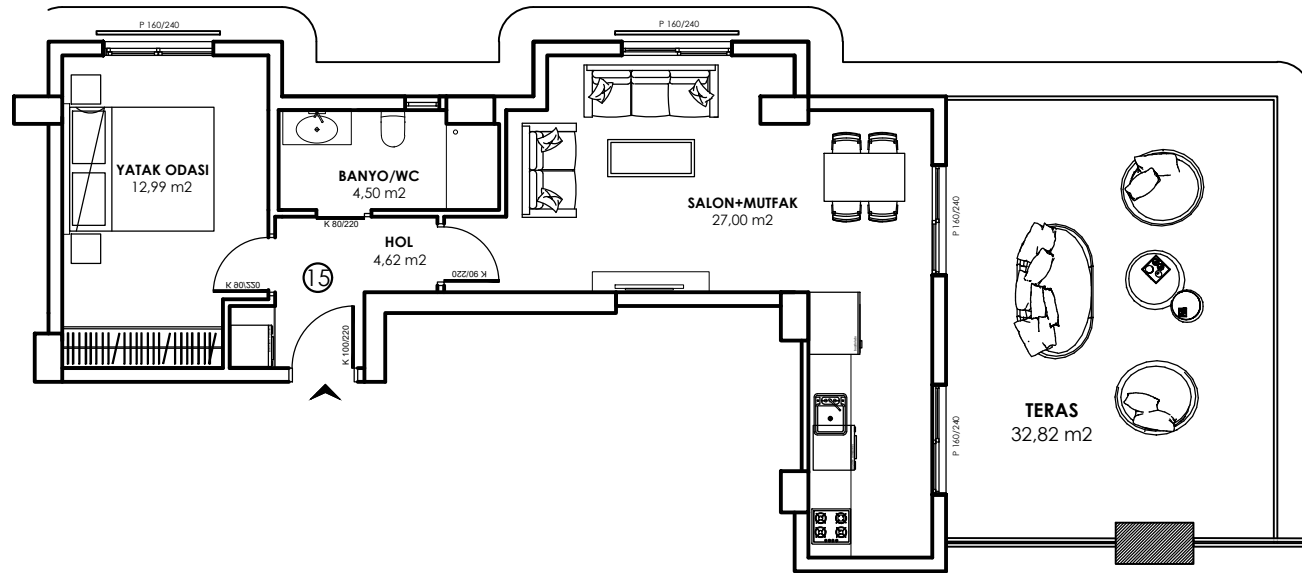 P 160/240
P 160/240
YATAK ODASI
12,99 m2
BANYO/WC
4,50 m2
SALON+MUTFAK
27,00 m2
P 160/240
K 80/220
HOL
4,62 m2
15
K 90/220
K 90/220
K 100/220
P 160/240
TERAS
32,82 m2